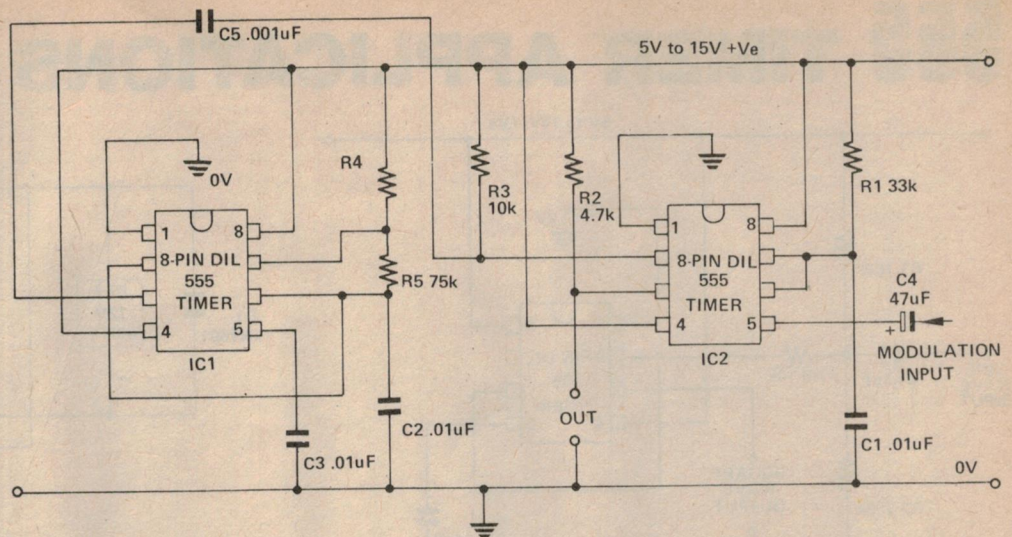 C5 .001uF
5V to 15V +Ve
R4
R3
10k
R2
4.7k
R1 33k
0V
1
8
8-PIN DIL
555
TIMER
4
5
IC1
R5 75k
1
8
8-PIN DIL
555
TIMER
4
5
IC2
C4
47uF
+
MODULATION
INPUT
OUT
C2 .01uF
C3 .01uF
C1 .01uF
0V